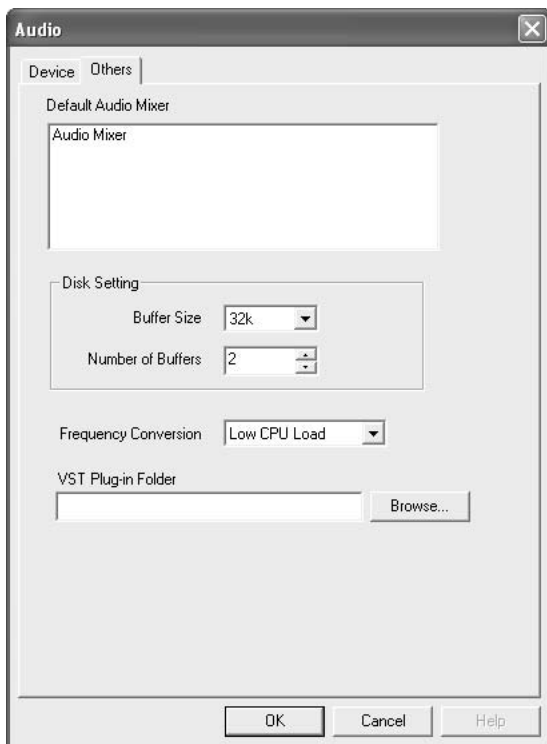 Audio
Device Others
Default Audio Mixer
Audio Mixer
Disk Setting
Buffer Size 32k
Number of Buffers 2
Frequency Conversion Low CPU Load
VST Plug-in Folder
Browse...
OK Cancel Help